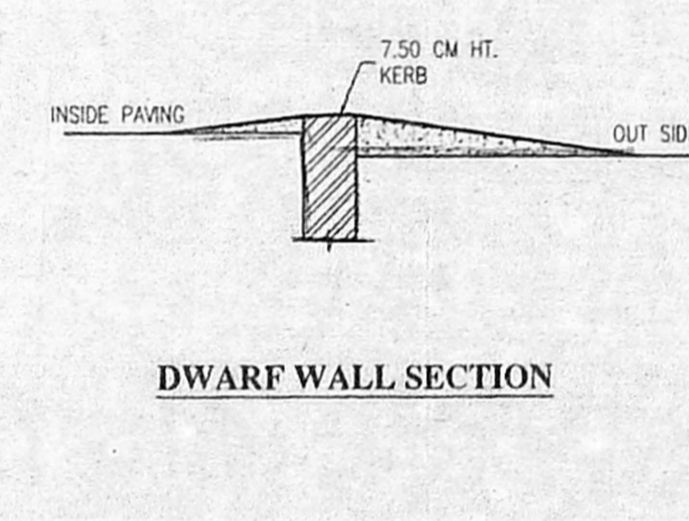 7.50 CM HT.
KERB
INSIDE PAVING
OUT SID
DWARF WALL SECTION